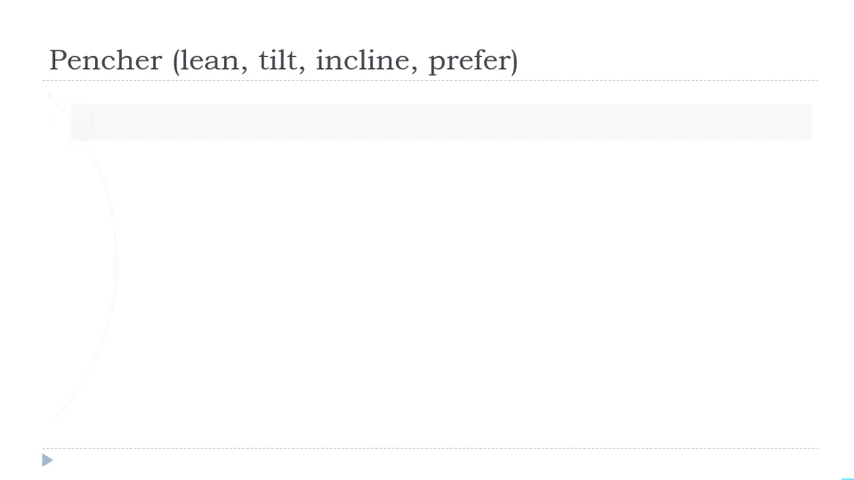 Pencher (lean, tilt, incline, prefer)